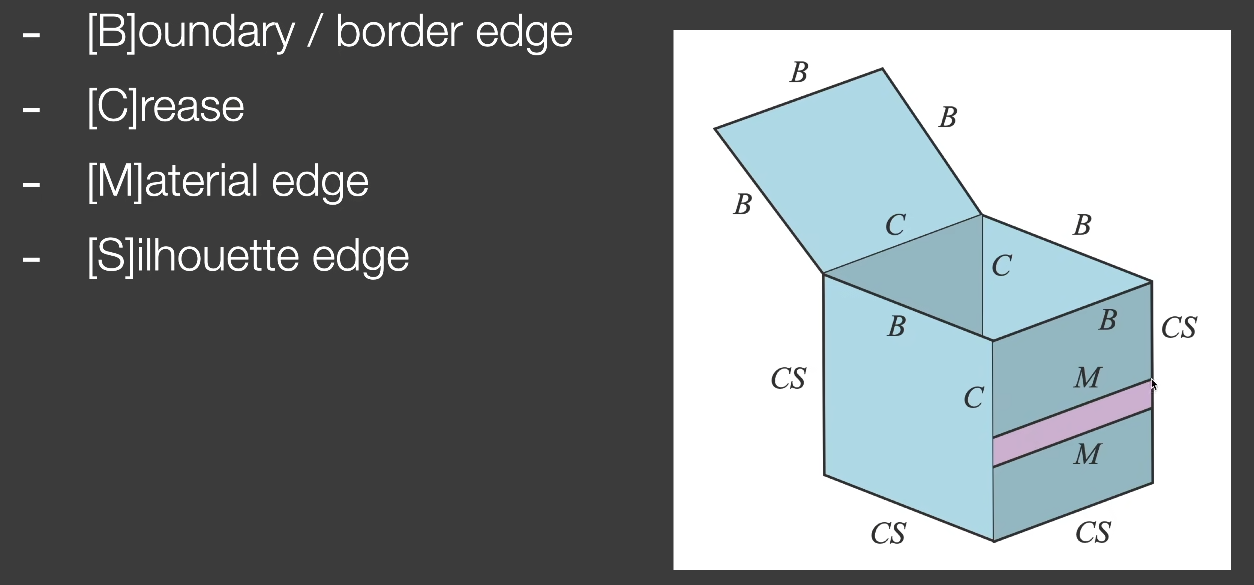 - [B]oundary / border edge
- [C]rease
- [M]aterial edge
- [S]ilhouette edge
B
B
B
C
B
C
B
B
CS
CS
M
C
M
CS
CS